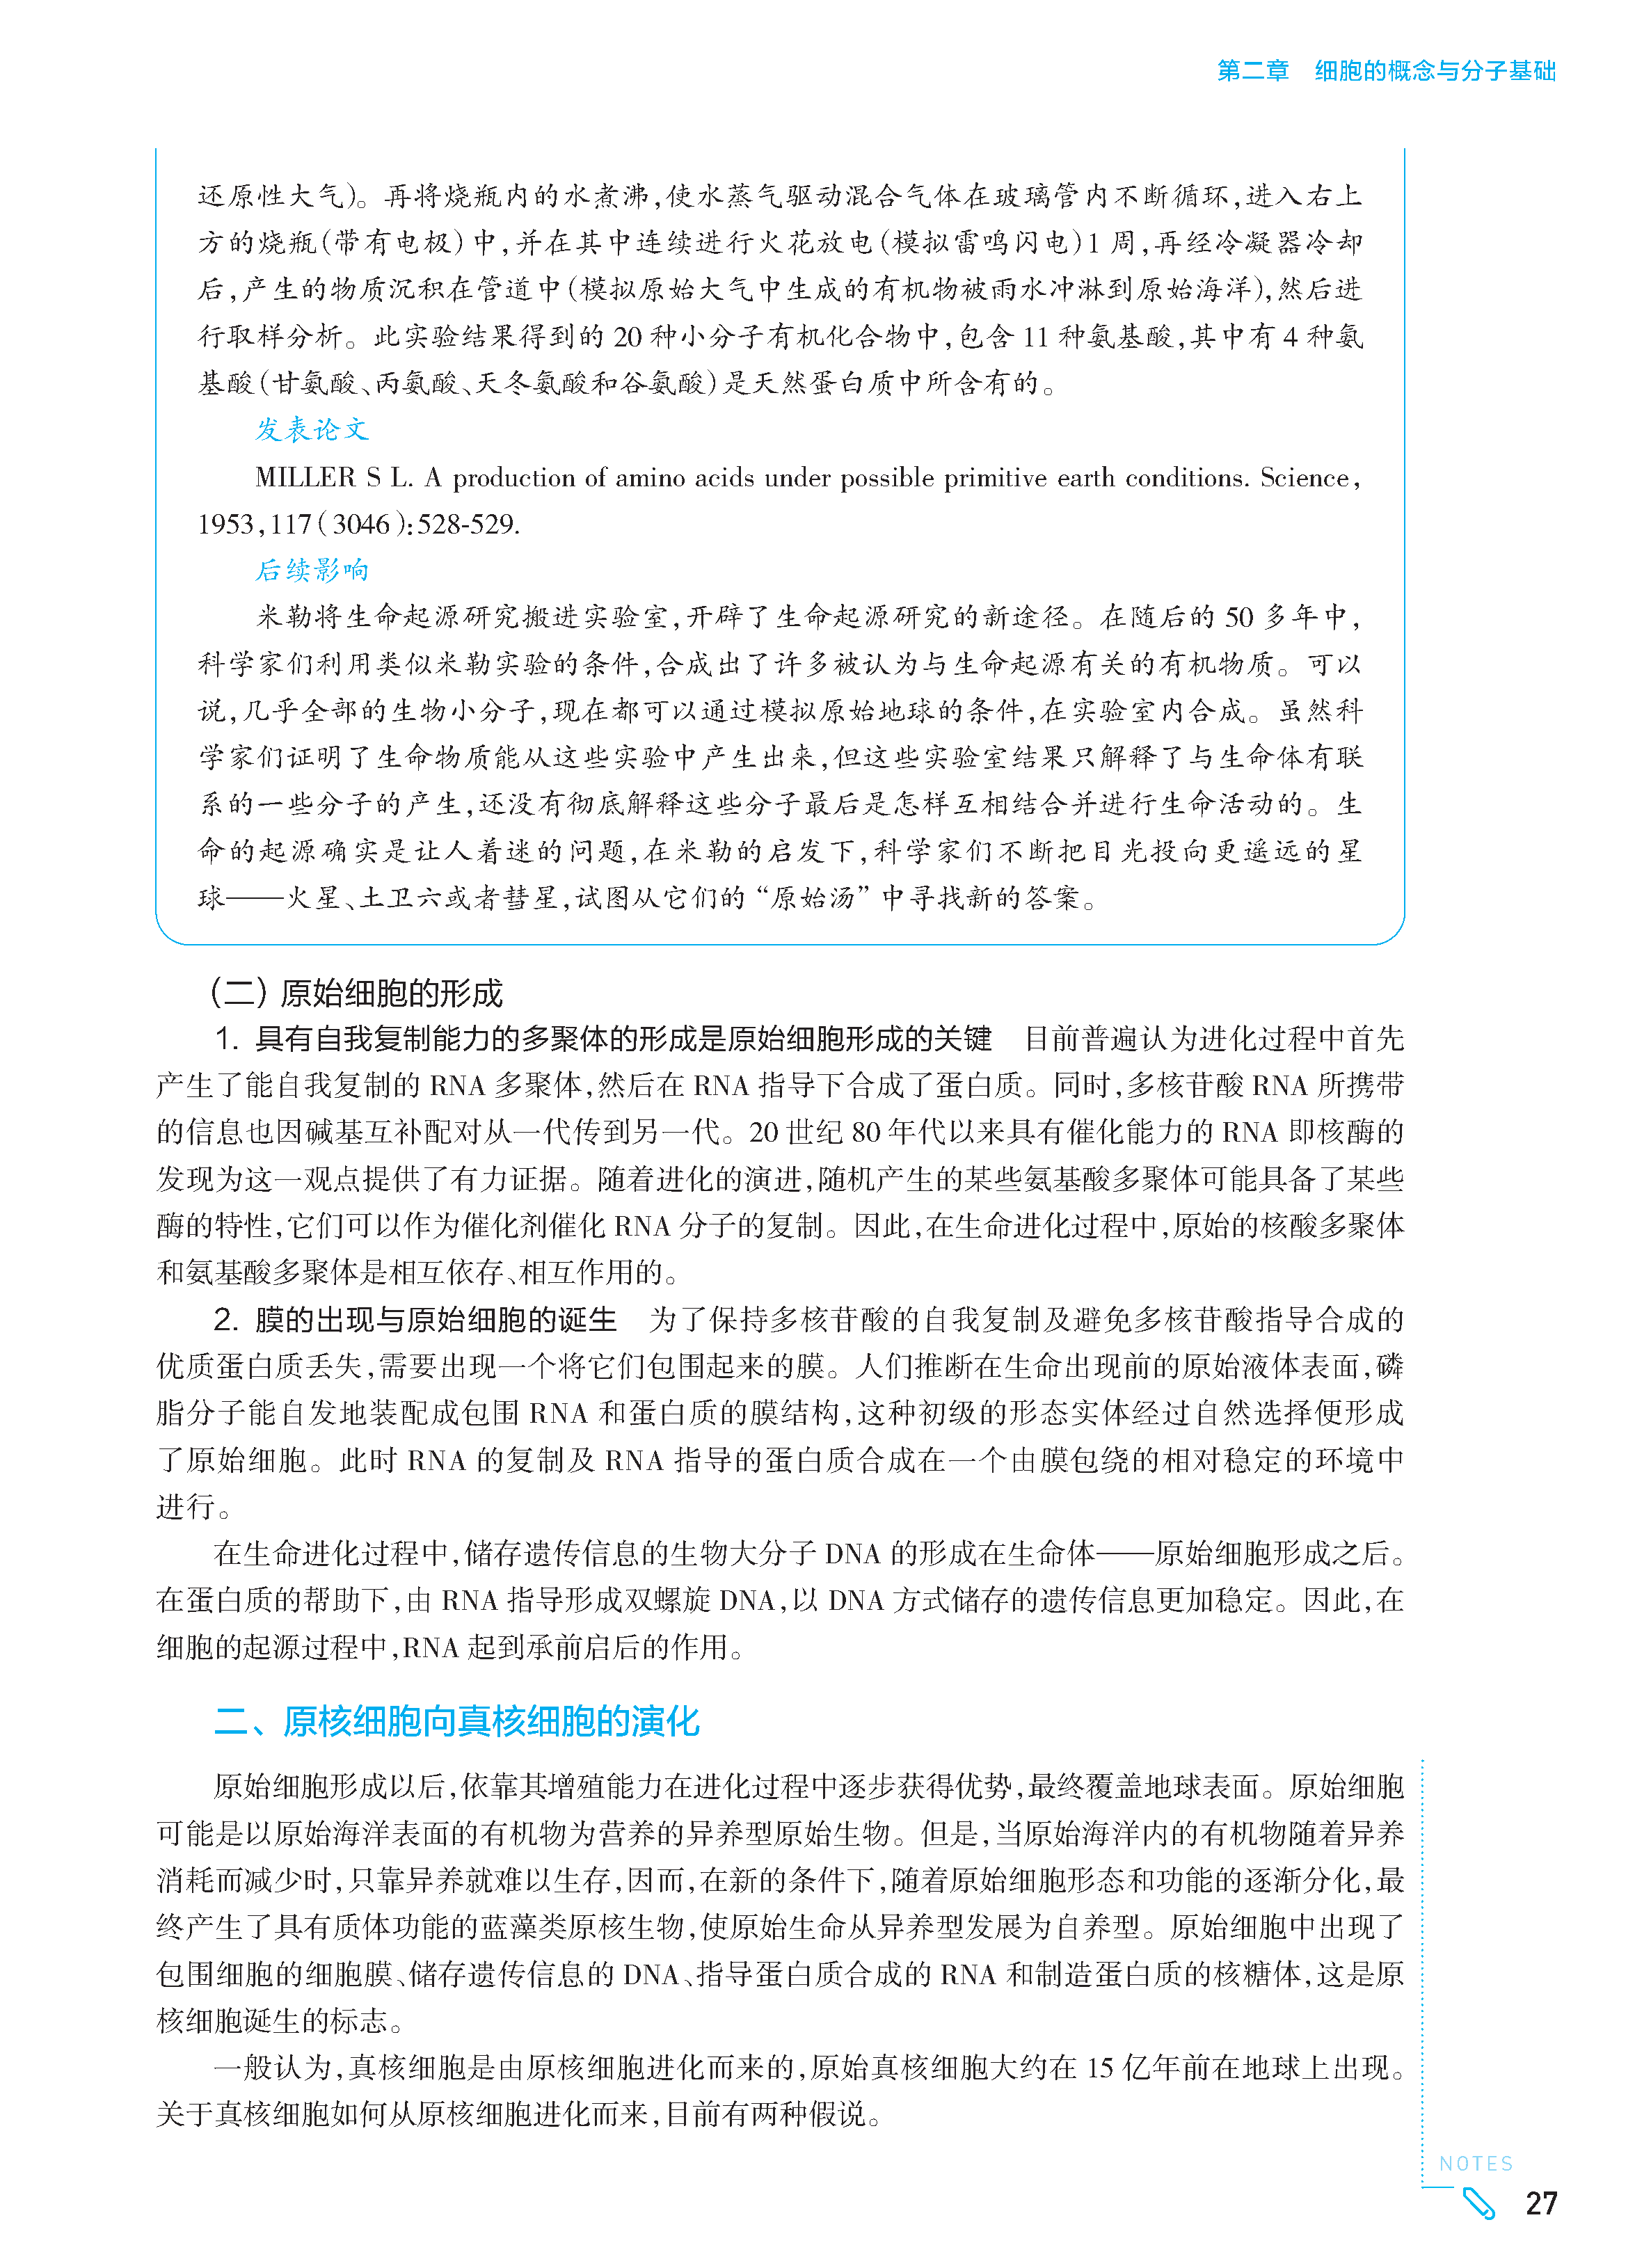 第二章　细胞的概念与分子基础
还原性大气)。再将烧瓶内的水煮沸,使水蒸气驱动混合气体在玻璃管内不断循环,进入右上
方的烧瓶(带有电极)中,并在其中连续进行火花放电(模拟雷鸣闪电)1 周,再经冷凝器冷却
后,产生的物质沉积在管道中(模拟原始大气中生成的有机物被雨水冲淋到原始海洋),然后进
行取样分析。此实验结果得到的 20 种小分子有机化合物中,包含 11 种氨基酸,其中有 4 种氨
基酸(甘氨酸、丙氨酸、天冬氨酸和谷氨酸)是天然蛋白质中所含有的。
发表论文
MILLER S L. A production of amino acids under possible primitive earth conditions. Science,
1953,117(3046):528-529.
后续影响
米勒将生命起源研究搬进实验室,开辟了生命起源研究的新途径。在随后的 50 多年中,
科学家们利用类似米勒实验的条件,合成出了许多被认为与生命起源有关的有机物质。可以
说,几乎全部的生物小分子,现在都可以通过模拟原始地球的条件,在实验室内合成。虽然科
学家们证明了生命物质能从这些实验中产生出来,但这些实验室结果只解释了与生命体有联
系的一些分子的产生,还没有彻底解释这些分子最后是怎样互相结合并进行生命活动的。生
命的起源确实是让人着迷的问题,在米勒的启发下,科学家们不断把目光投向更遥远的星
球——火星、土卫六或者彗星,试图从它们的“原始汤”中寻找新的答案。
(二)原始细胞的形成
1. 具有自我复制能力的多聚体的形成是原始细胞形成的关键　目前普遍认为进化过程中首先
产生了能自我复制的 RNA 多聚体,然后在 RNA 指导下合成了蛋白质。同时,多核苷酸 RNA 所携带
的信息也因碱基互补配对从一代传到另一代。20 世纪 80 年代以来具有催化能力的 RNA 即核酶的
发现为这一观点提供了有力证据。随着进化的演进,随机产生的某些氨基酸多聚体可能具备了某些
酶的特性,它们可以作为催化剂催化 RNA 分子的复制。因此,在生命进化过程中,原始的核酸多聚体
和氨基酸多聚体是相互依存、相互作用的。
2. 膜的出现与原始细胞的诞生　为了保持多核苷酸的自我复制及避免多核苷酸指导合成的
优质蛋白质丢失,需要出现一个将它们包围起来的膜。人们推断在生命出现前的原始液体表面,磷
脂分子能自发地装配成包围 RNA 和蛋白质的膜结构,这种初级的形态实体经过自然选择便形成
了原始细胞。此时 RNA 的复制及 RNA 指导的蛋白质合成在一个由膜包绕的相对稳定的环境中
进行。
在生命进化过程中,储存遗传信息的生物大分子 DNA 的形成在生命体——原始细胞形成之后。
在蛋白质的帮助下,由 RNA 指导形成双螺旋 DNA,以 DNA 方式储存的遗传信息更加稳定。因此,在
细胞的起源过程中,RNA 起到承前启后的作用。
二、原核细胞向真核细胞的演化
原始细胞形成以后,依靠其增殖能力在进化过程中逐步获得优势,最终覆盖地球表面。原始细胞
可能是以原始海洋表面的有机物为营养的异养型原始生物。但是,当原始海洋内的有机物随着异养
消耗而减少时,只靠异养就难以生存,因而,在新的条件下,随着原始细胞形态和功能的逐渐分化,最
终产生了具有质体功能的蓝藻类原核生物,使原始生命从异养型发展为自养型。原始细胞中出现了
包围细胞的细胞膜、储存遗传信息的 DNA、指导蛋白质合成的 RNA 和制造蛋白质的核糖体,这是原
核细胞诞生的标志。
一般认为,真核细胞是由原核细胞进化而来的,原始真核细胞大约在 15 亿年前在地球上出现。
关于真核细胞如何从原核细胞进化而来,目前有两种假说。
NOTES
27